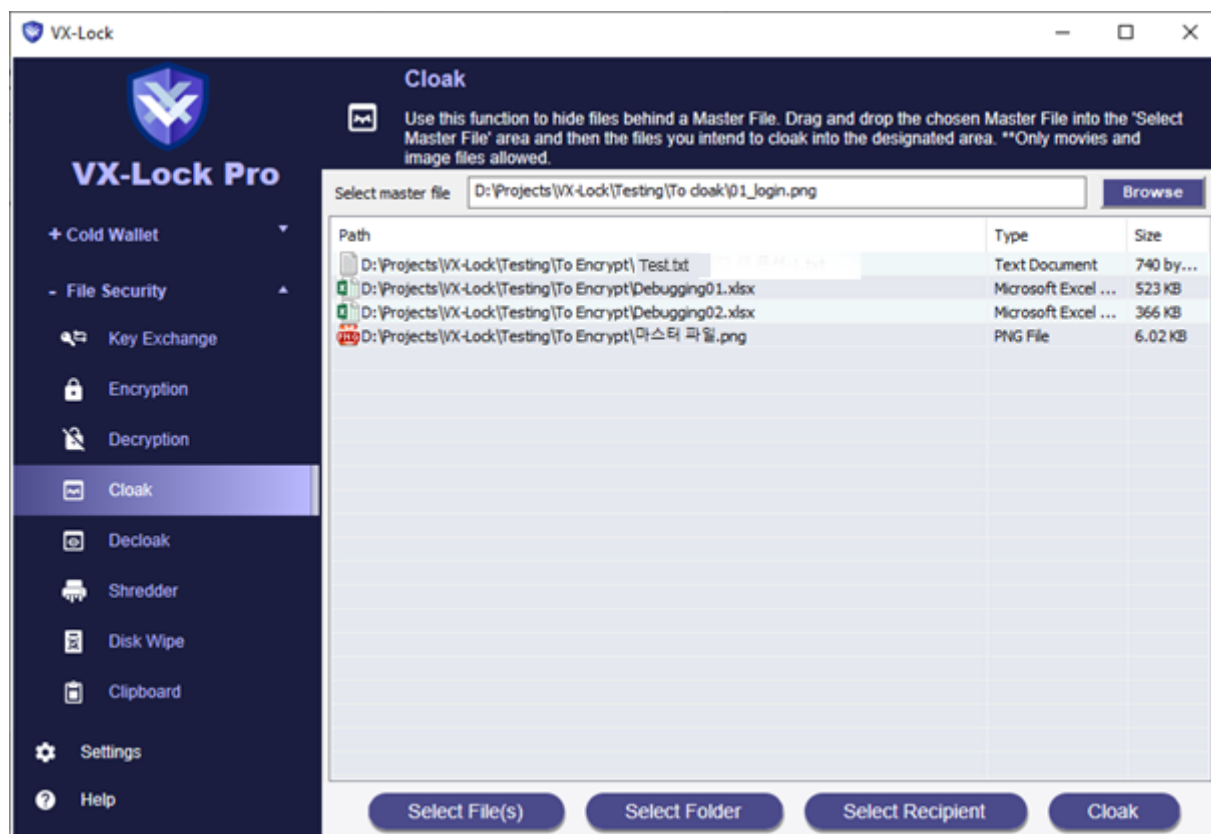 VX-Lock
VX-Lock Pro
+ Cold Wallet
- File Security
Key Exchange
Encryption
Decryption
Cloak
Decloak
Shredder
Disk Wipe
Clipboard
Settings
Help
Cloak
Use this function to hide files behind a Master File. Drag and drop the chosen Master File into the 'Select
Master File' area and then the files you intend to cloak into the designated area. **Only movies and
image files allowed.
Select master file D:\Projects\VX-Lock\Testing\To cloak\01_login.png Browse
Path Type Size
D:\Projects\VX-Lock\Testing\To Encrypt\ Test.txt Text Document 740 by...
D:\Projects\VX-Lock\Testing\To Encrypt\Debugging01.xlsx Microsoft Excel ... 523 KB
D:\Projects\VX-Lock\Testing\To Encrypt\Debugging02.xlsx Microsoft Excel ... 366 KB
D:\Projects\VX-Lock\Testing\To Encrypt\마스터 파일.png PNG File 6.02 KB
Select File(s) Select Folder Select Recipient Cloak